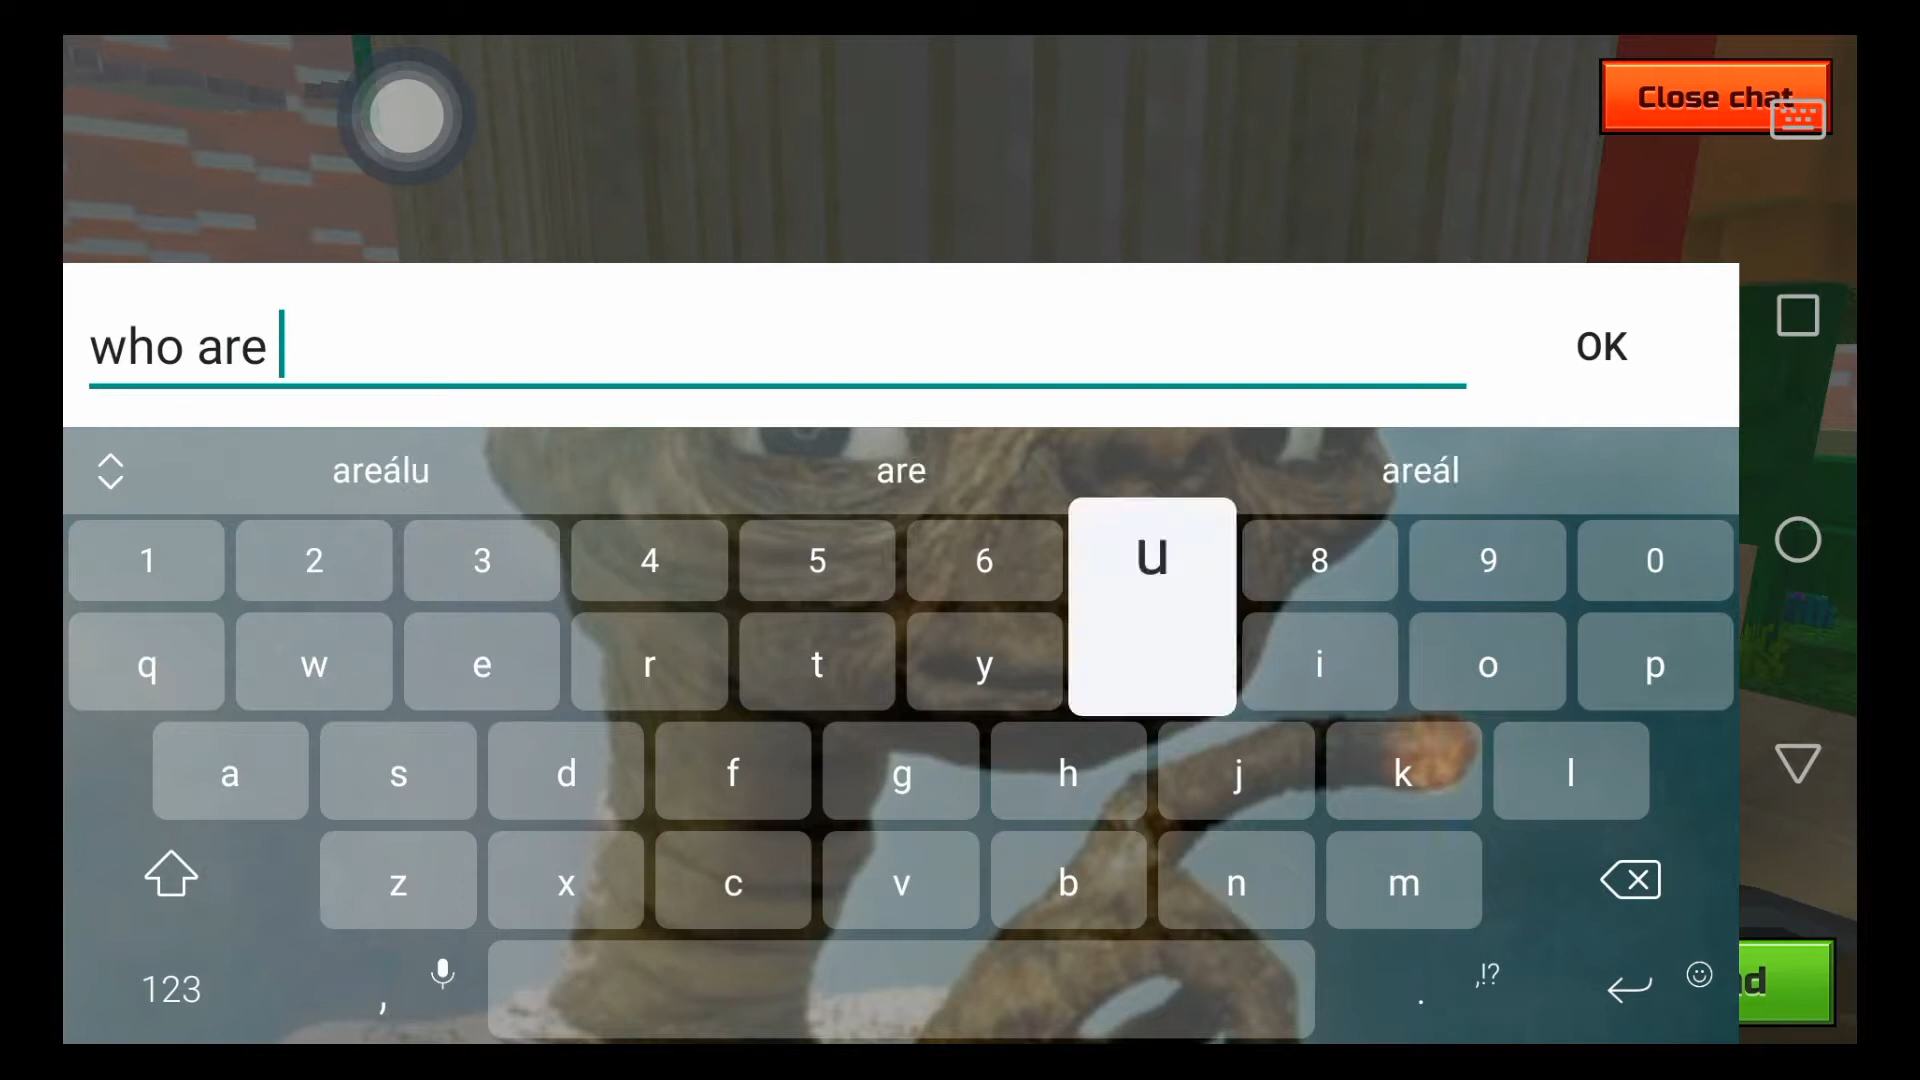 Close chat
who are
OK
areálu are areál
1 2 3 4 5 6 u 8 9 0
q w e r t y i o p
a s d f g h j k l
z x c v b n m
123 , . ,!?